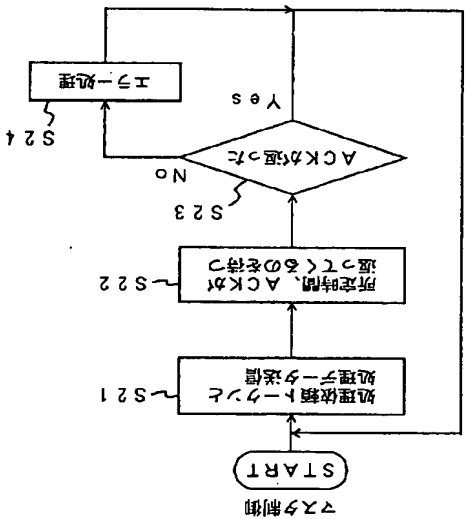 マスタ制御
START
処理依頼トークンと
処理データ送信
S21
所定時間、ACKが
返ってくるのを待つ
S22
S23
ACKが返った
No
Yes
S24
エラー処理